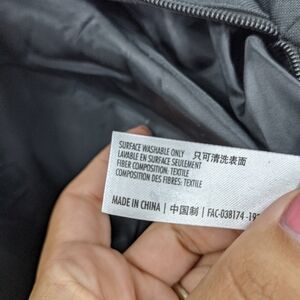 SURFACE WASHABLE ONLY 只可清洗表面
LAVABLE EN SURFACE SEULEMENT
FIBER COMPOSITION: TEXTILE
COMPOSITION DES FIBRES: TEXTILE
MADE IN CHINA | 中国制 | FAC-038174-